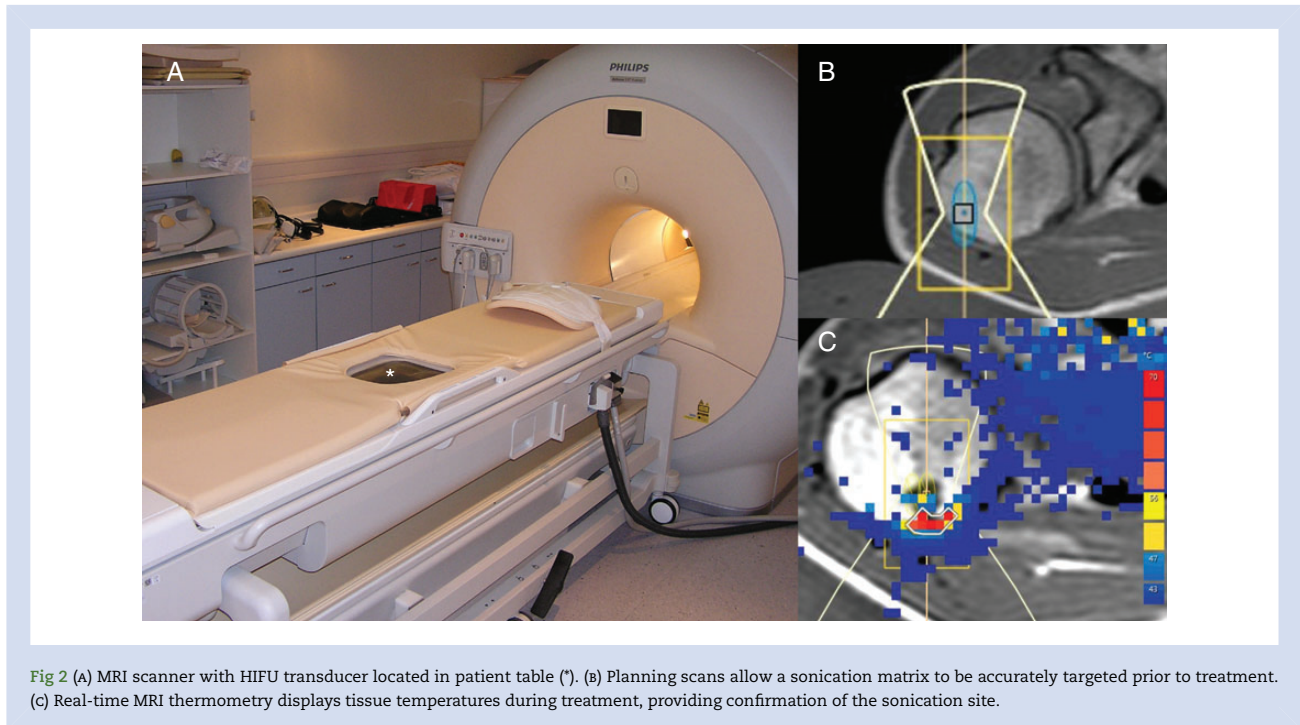 A
PHILIPS
*
B
C
°C
70
56
47
43
Fig 2 (A) MRI scanner with HIFU transducer located in patient table (*). (B) Planning scans allow a sonication matrix to be accurately targeted prior to treatment.
(C) Real-time MRI thermometry displays tissue temperatures during treatment, providing confirmation of the sonication site.